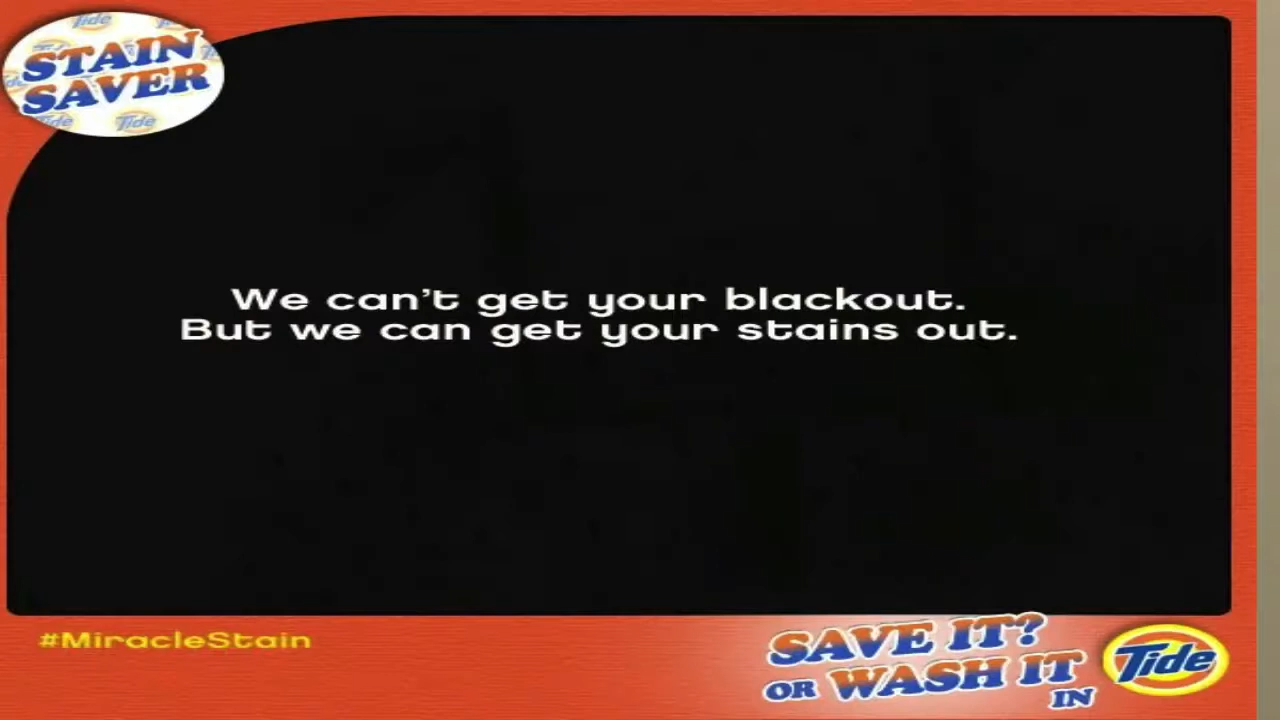 Tide
STAIN
SAVER
Tide
We can't get your blackout.
But we can get your stains out.
#MiracleStain
SAVE IT?
OR WASH IT
IN
Tide